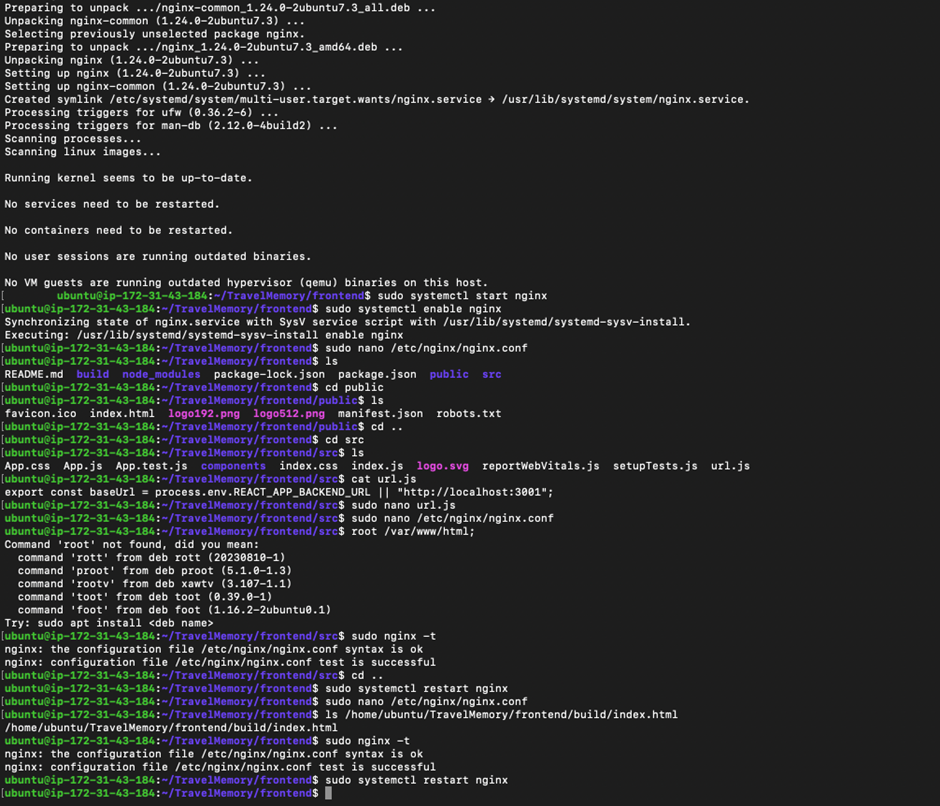 Preparing to unpack .../nginx-common_1.24.0-2ubuntu7.3_all.deb ...
Unpacking nginx-common (1.24.0-2ubuntu7.3) ...
Selecting previously unselected package nginx.
Preparing to unpack .../nginx_1.24.0-2ubuntu7.3_amd64.deb ...
Unpacking nginx (1.24.0-2ubuntu7.3) ...
Setting up nginx (1.24.0-2ubuntu7.3) ...
Setting up nginx-common (1.24.0-2ubuntu7.3) ...
Created symlink /etc/systemd/system/multi-user.target.wants/nginx.service → /usr/lib/systemd/system/nginx.service.
Processing triggers for ufw (0.36.2-6) ...
Processing triggers for man-db (2.12.0-4build2) ...
Scanning processes...
Scanning linux images...
Running kernel seems to be up-to-date.
No services need to be restarted.
No containers need to be restarted.
No user sessions are running outdated binaries.
No VM guests are running outdated hypervisor (qemu) binaries on this host.
[        ubuntu@ip-172-31-43-184:~/TravelMemory/frontend$ sudo systemctl start nginx
[ubuntu@ip-172-31-43-184:~/TravelMemory/frontend$ sudo systemctl enable nginx
Synchronizing state of nginx.service with SysV service script with /usr/lib/systemd/systemd-sysv-install.
Executing: /usr/lib/systemd/systemd-sysv-install enable nginx
[ubuntu@ip-172-31-43-184:~/TravelMemory/frontend$ sudo nano /etc/nginx/nginx.conf
[ubuntu@ip-172-31-43-184:~/TravelMemory/frontend$ ls
README.md  build  node_modules  package-lock.json  package.json  public  src
[ubuntu@ip-172-31-43-184:~/TravelMemory/frontend$ cd public
[ubuntu@ip-172-31-43-184:~/TravelMemory/frontend/public$ ls
favicon.ico  index.html  logo192.png  logo512.png  manifest.json  robots.txt
[ubuntu@ip-172-31-43-184:~/TravelMemory/frontend/public$ cd ..
[ubuntu@ip-172-31-43-184:~/TravelMemory/frontend$ cd src
[ubuntu@ip-172-31-43-184:~/TravelMemory/frontend/src$ ls
App.css  App.js  App.test.js  components  index.css  index.js  logo.svg  reportWebVitals.js  setupTests.js  url.js
[ubuntu@ip-172-31-43-184:~/TravelMemory/frontend/src$ cat url.js
export const baseUrl = process.env.REACT_APP_BACKEND_URL || "http://localhost:3001";
[ubuntu@ip-172-31-43-184:~/TravelMemory/frontend/src$ sudo nano url.js
ubuntu@ip-172-31-43-184:~/TravelMemory/frontend/src$ sudo nano /etc/nginx/nginx.conf
[ubuntu@ip-172-31-43-184:~/TravelMemory/frontend/src$ root /var/www/html;
Command 'root' not found, did you mean:
  command 'rott' from deb rott (20230810-1)
  command 'proot' from deb proot (5.1.0-1.3)
  command 'rootv' from deb xawtv (3.107-1.1)
  command 'toot' from deb toot (0.39.0-1)
  command 'foot' from deb foot (1.16.2-2ubuntu0.1)
Try: sudo apt install <deb name>
[ubuntu@ip-172-31-43-184:~/TravelMemory/frontend/src$ sudo nginx -t
nginx: the configuration file /etc/nginx/nginx.conf syntax is ok
nginx: configuration file /etc/nginx/nginx.conf test is successful
[ubuntu@ip-172-31-43-184:~/TravelMemory/frontend/src$ cd ..
ubuntu@ip-172-31-43-184:~/TravelMemory/frontend$ sudo systemctl restart nginx
ubuntu@ip-172-31-43-184:~/TravelMemory/frontend$ sudo nano /etc/nginx/nginx.conf
[ubuntu@ip-172-31-43-184:~/TravelMemory/frontend$ ls /home/ubuntu/TravelMemory/frontend/build/index.html
/home/ubuntu/TravelMemory/frontend/build/index.html
ubuntu@ip-172-31-43-184:~/TravelMemory/frontend$ sudo nginx -t
nginx: the configuration file /etc/nginx/nginx.conf syntax is ok
nginx: configuration file /etc/nginx/nginx.conf test is successful
[ubuntu@ip-172-31-43-184:~/TravelMemory/frontend$ sudo systemctl restart nginx
ubuntu@ip-172-31-43-184:~/TravelMemory/frontend$